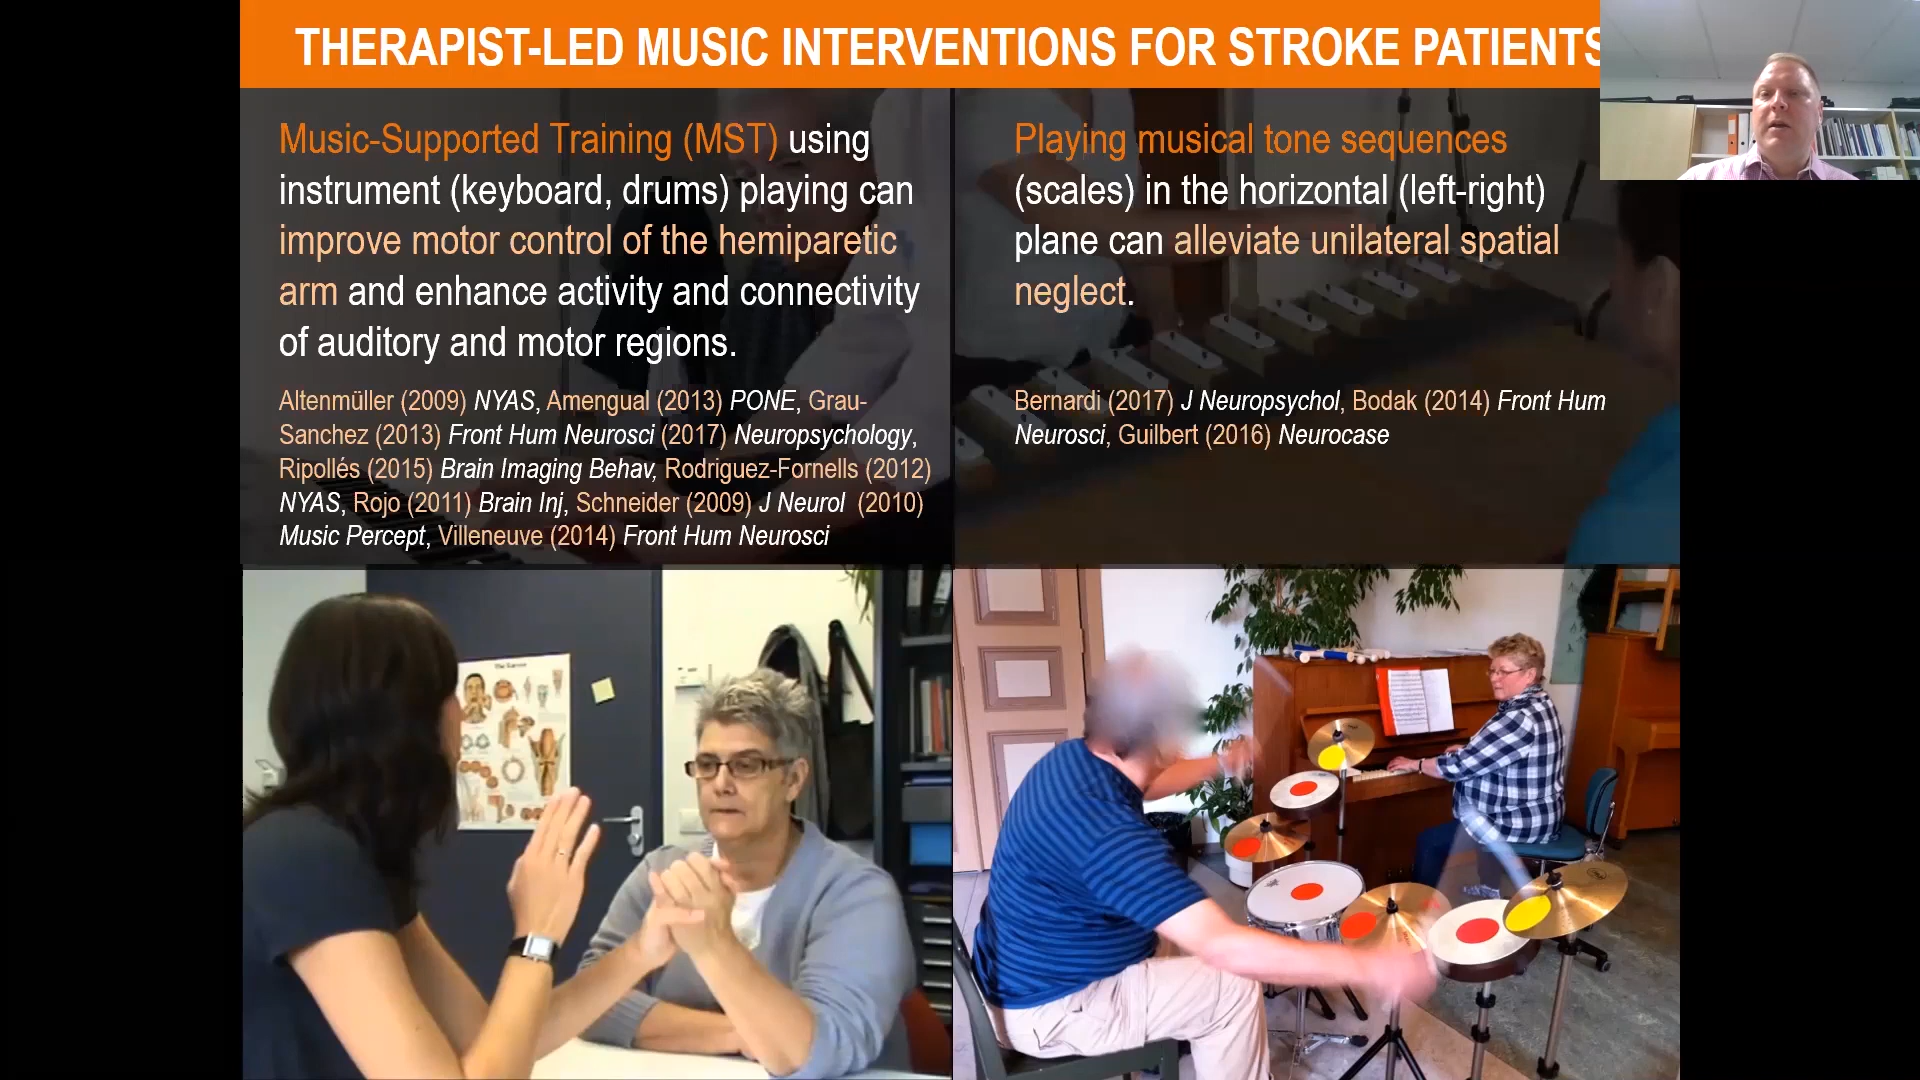 THERAPIST-LED MUSIC INTERVENTIONS FOR STROKE PATIENTS
Music-Supported Training (MST) using
instrument (keyboard, drums) playing can
improve motor control of the hemiparetic
arm and enhance activity and connectivity
of auditory and motor regions.
Altenmüller (2009) NYAS, Amengual (2013) PONE, Grau-
Sanchez (2013) Front Hum Neurosci (2017) Neuropsychology,
Ripollés (2015) Brain Imaging Behav, Rodriguez-Fornells (2012)
NYAS, Rojo (2011) Brain Inj, Schneider (2009) J Neurol (2010)
Music Percept, Villeneuve (2014) Front Hum Neurosci
Playing musical tone sequences
(scales) in the horizontal (left-right)
plane can alleviate unilateral spatial
neglect.
Bernardi (2017) J Neuropsychol, Bodak (2014) Front Hum
Neurosci, Guilbert (2016) Neurocase